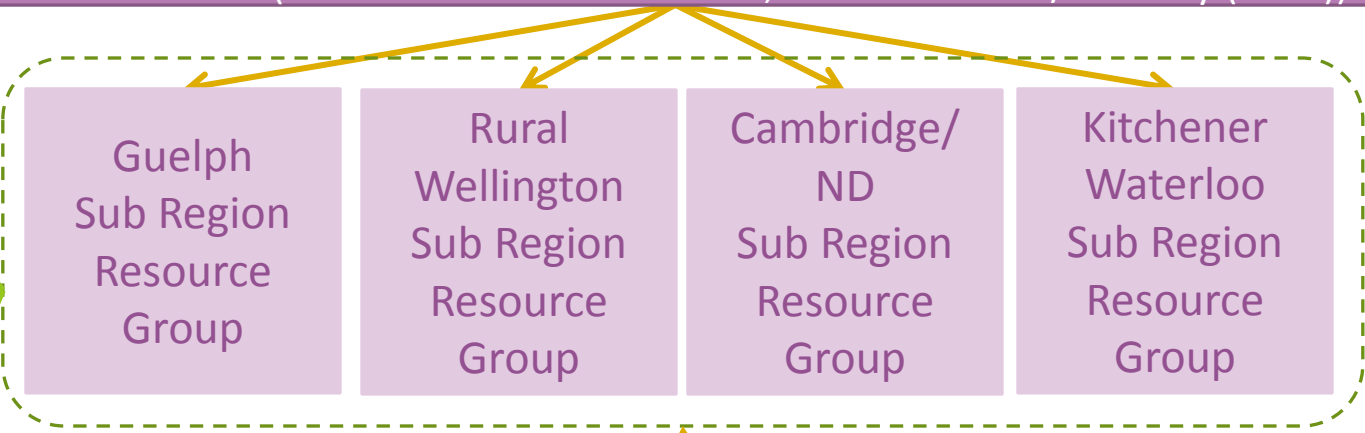 Guelph
Sub Region
Resource
Group
Rural
Wellington
Sub Region
Resource
Group
Cambridge/
ND
Sub Region
Resource
Group
Kitchener
Waterloo
Sub Region
Resource
Group